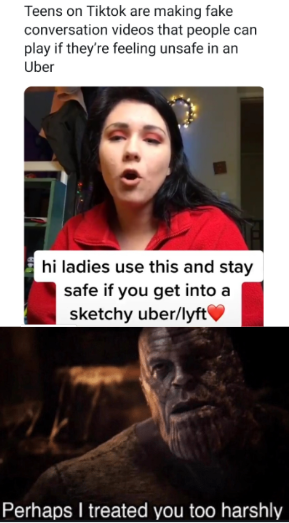 Teens on Tiktok are making fake
conversation videos that people can
play if they're feeling unsafe in an
Uber
hi ladies use this and stay
safe if you get into a
sketchy uber/lyft❤️
Perhaps I treated you too harshly